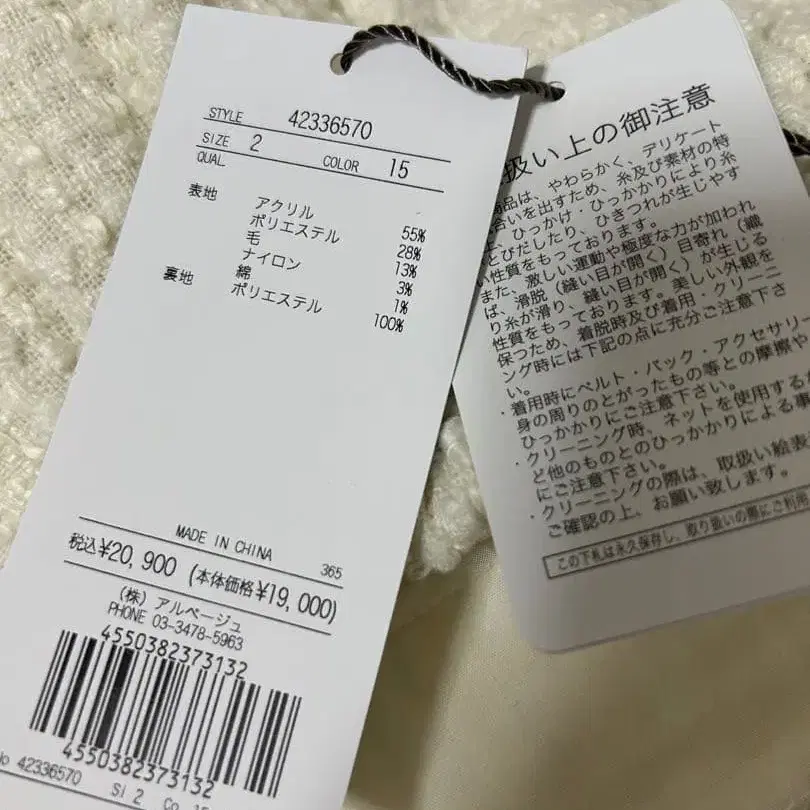 STYLE 42336570
SIZE 2 COLOR 15
QUAL
表地 アクリル 55%
ポリエステル 28%
毛 13%
ナイロン 3%
綿 1%
裏地 ポリエステル 100%
MADE IN CHINA 365
税込¥20,900 (本体価格¥19,000)
(株) アルページュ
PHONE 03-3478-5963
4550382373132
4550382373132
No 42336570 Si 2 Co 15
扱い上の御注意
商品は、やわらかく、デリケート
合いを出すため、糸及び素材の特
、ひっかけ・ひっかかりにより糸
とびだしたり、ひきつれが生じやす
い性質をもっております。
また、激しい運動や極度な力が加われ
ば、滑脱(縫い目が開く)目寄れ(織
り糸が滑り、縫い目が開く)が生じる
性質をもっております。美しい外観を
保つため、着脱時及び着用・クリーニ
ング時には下記の点に充分ご注意下さ
い。
・着用時にベルト・バック・アクセサリー
身の周りのとがったもの等との摩擦や
ひっかかりにご注意下さい。
・クリーニング時、ネットを使用する
ど他のものとのひっかかりによる事
にご注意下さい。
・クリーニングの際は、取扱い絵表
ご確認の上、お願い致します。
この下札は永久保存し、取り扱いの際にご利用